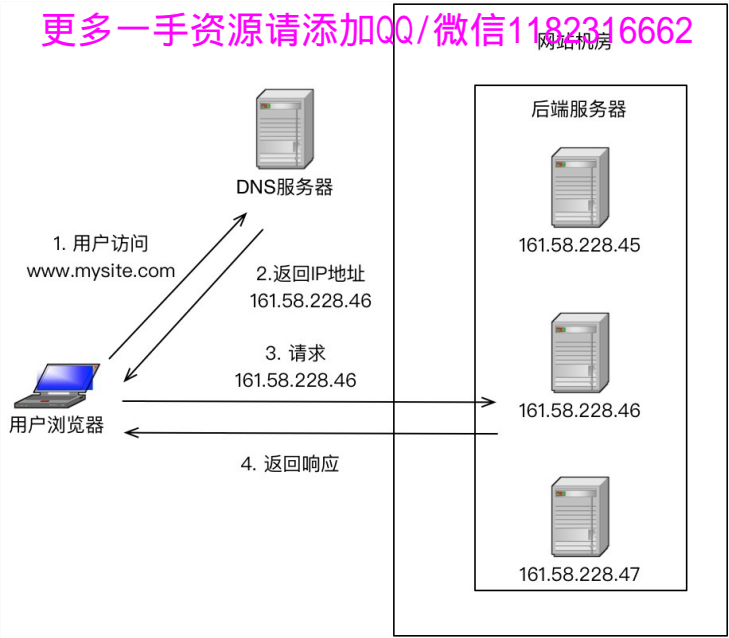 更多一手资源请添加QQ/微信1182316662
网站机房
后端服务器
DNS服务器
161.58.228.45
1. 用户访问
www.mysite.com
2.返回IP地址
161.58.228.46
3. 请求
161.58.228.46
用户浏览器
161.58.228.46
4. 返回响应
161.58.228.47